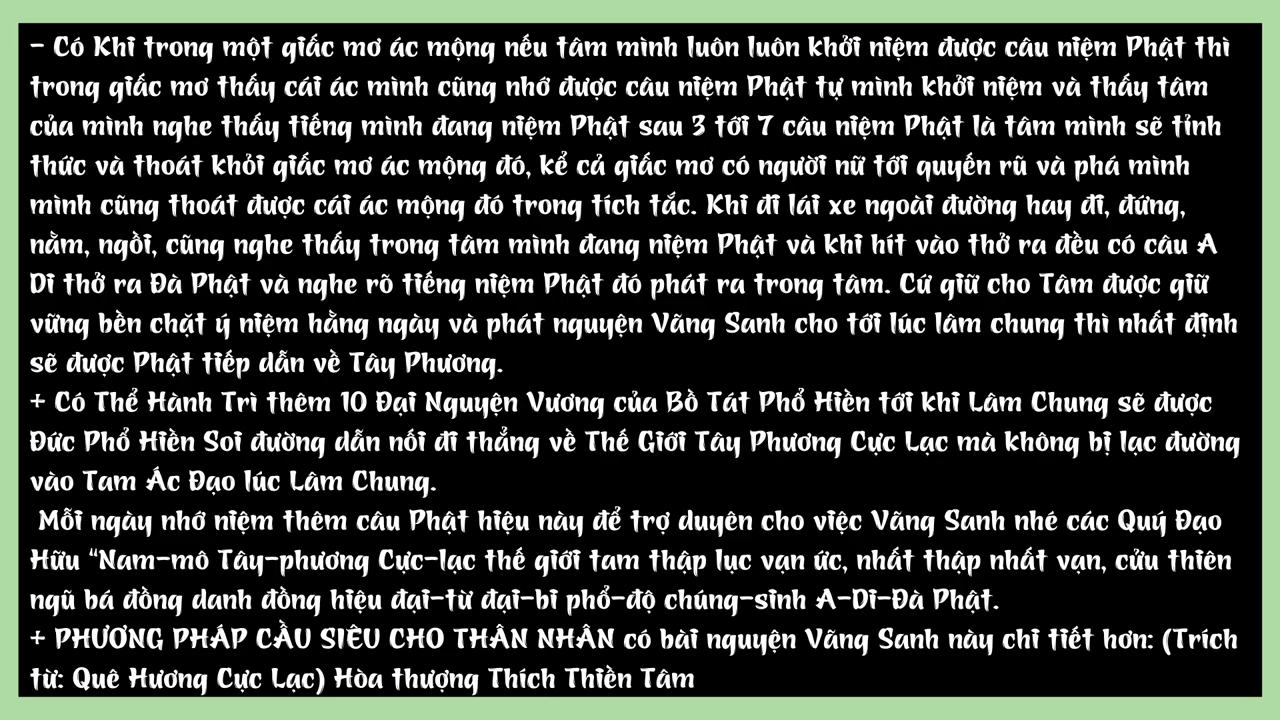 - Có Khi trong một giấc mơ ác mộng nếu tâm mình luôn luôn khởi niệm được câu niệm Phật thì
trong giấc mơ thấy cái ác mình cũng nhớ được câu niệm Phật tự mình khởi niệm và thấy tâm
của mình nghe thấy tiếng mình đang niệm Phật sau 3 tới 7 câu niệm Phật là tâm mình sẽ tỉnh
thức và thoát khỏi giấc mơ ác mộng đó, kể cả giấc mơ có người nữ tới quyến rũ và phá mình
mình cũng thoát được cái ác mộng đó trong tích tắc. Khi đi lái xe ngoài đường hay đi, đứng,
nằm, ngồi, cũng nghe thấy trong tâm mình đang niệm Phật và khi hít vào thở ra đều có câu A
Di thở ra Đà Phật và nghe rõ tiếng niệm Phật đó phát ra trong tâm. Cứ giữ cho Tâm được giữ
vững bền chặt ý niệm hằng ngày và phát nguyện Vãng Sanh cho tới lúc lâm chung thì nhất định
sẽ được Phật tiếp dẫn về Tây Phương.
+ Có Thể Hành Trì thêm 10 Đại Nguyện Vương của Bồ Tát Phổ Hiền tới khi Lâm Chung sẽ được
Đức Phổ Hiền Soi đường dẫn nối đi thẳng về Thế Giới Tây Phương Cực Lạc mà không bị lạc đường
vào Tam Ác Đạo lúc Lâm Chung.
Mỗi ngày nhớ niệm thêm câu Phật hiệu này để trợ duyên cho việc Vãng Sanh nhé các Quý Đạo
Hữu “Nam-mô Tây-phương Cực-lạc thế giới tam thập lục vạn ức, nhất thập nhất vạn, cửu thiên
ngũ bá đồng danh đồng hiệu đại-từ đại-bi phổ-độ chúng-sinh A-Di-Đà Phật.
+ PHƯƠNG PHÁP CẦU SIÊU CHO THÂN NHÂN có bài nguyện Vãng Sanh này chi tiết hơn: (Trích
từ: Quê Hương Cực Lạc) Hòa thượng Thích Thiền Tâm